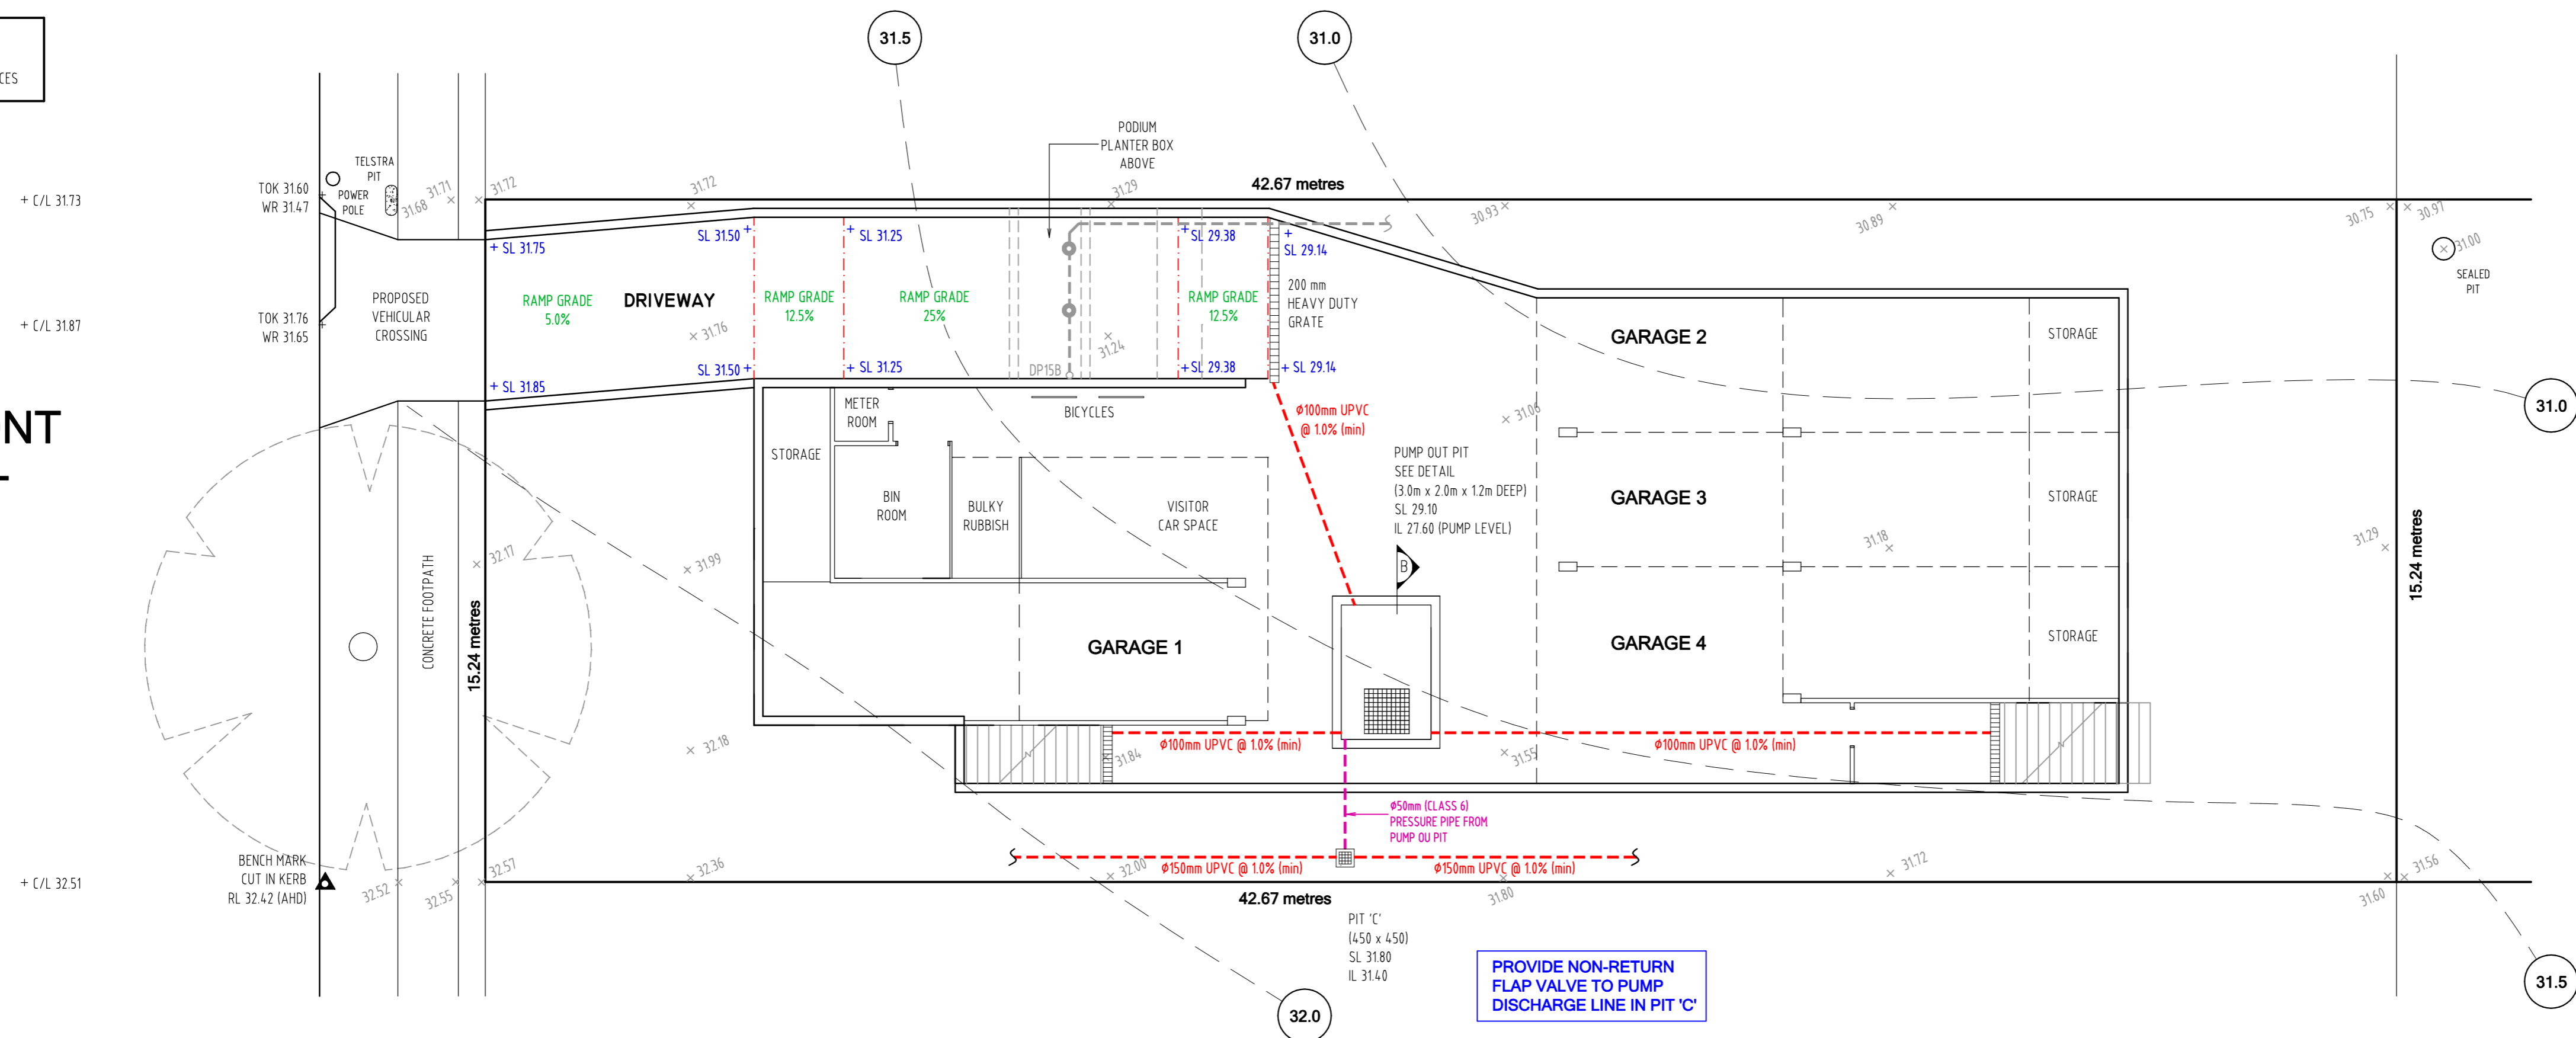 CES
31.5
31.0
PODIUM
PLANTER BOX
ABOVE
TELSTRA
PIT
POWER
POLE
TOK 31.60
WR 31.47
+ C/L 31.73
31.68
31.71
31.72
31.72
31.29
42.67 metres
30.93
30.89
30.75
30.97
31.00
SEALED
PIT
+ SL 31.75
SL 31.50 +
+ SL 31.25
+ SL 29.38
+
SL 29.14
200 mm
HEAVY DUTY
GRATE
PROPOSED
VEHICULAR
CROSSING
RAMP GRADE
5.0%
DRIVEWAY
RAMP GRADE
12.5%
RAMP GRADE
25%
RAMP GRADE
12.5%
+ C/L 31.87
TOK 31.76
WR 31.65
31.76
31.24
GARAGE 2
STORAGE
+ SL 31.85
SL 31.50 +
+ SL 31.25
DP15B
+ SL 29.38
+ SL 29.14
31.0
ONT
METER
ROOM
BICYCLES
Φ100mm UPVC
@ 1.0% (min)
31.06
STORAGE
BIN
ROOM
BULKY
RUBBISH
VISITOR
CAR SPACE
PUMP OUT PIT
SEE DETAIL
(3.0m x 2.0m x 1.2m DEEP)
SL 29.10
IL 27.60 (PUMP LEVEL)
GARAGE 3
STORAGE
32.17
31.99
B
31.18
31.29
15.24 metres
CONCRETE FOOTPATH
15.24 metres
GARAGE 1
GARAGE 4
STORAGE
32.18
31.84
Φ100mm UPVC @ 1.0% (min)
31.55
Φ100mm UPVC @ 1.0% (min)
Φ50mm (CLASS 6)
PRESSURE PIPE FROM
PUMP OU PIT
BENCH MARK
CUT IN KERB
RL 32.42 (AHD)
+ C/L 32.51
32.52
32.55
32.57
32.36
32.00
Φ150mm UPVC @ 1.0% (min)
Φ150mm UPVC @ 1.0% (min)
31.80
31.72
31.60
31.56
42.67 metres
PIT 'C'
(450 x 450)
SL 31.80
IL 31.40
PROVIDE NON-RETURN
FLAP VALVE TO PUMP
DISCHARGE LINE IN PIT 'C'
31.5
32.0